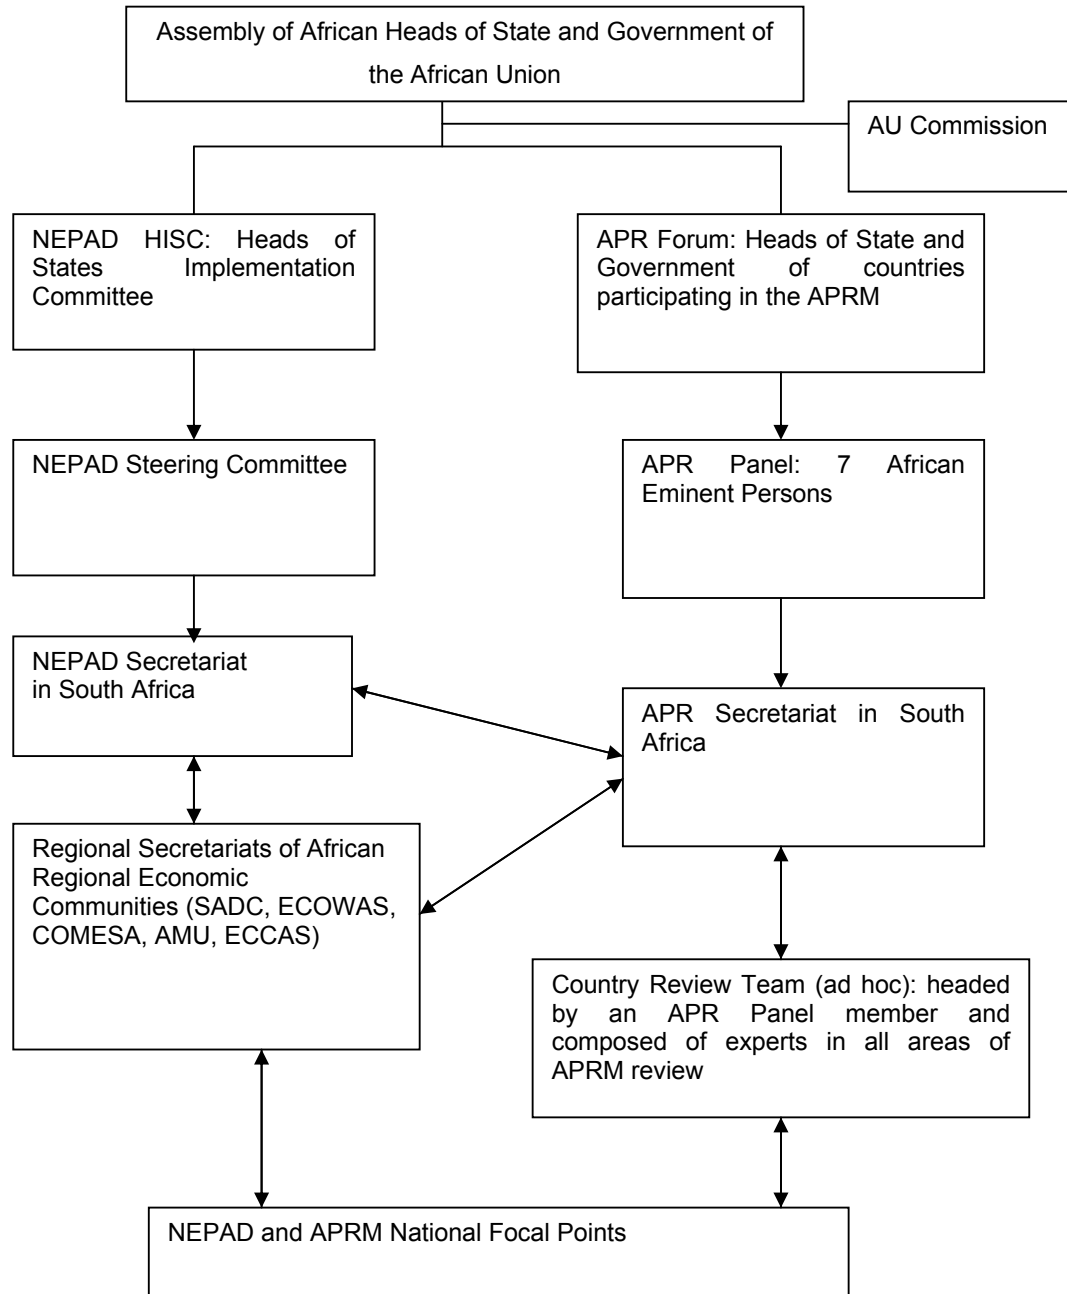 Assembly of African Heads of State and Government of
the African Union
AU Commission
NEPAD HISC: Heads of
States Implementation
Committee
APR Forum: Heads of State and
Government of countries
participating in the APRM
NEPAD Steering Committee
APR Panel: 7 African
Eminent Persons
NEPAD Secretariat
in South Africa
APR Secretariat in South
Africa
Regional Secretariats of African
Regional Economic
Communities (SADC, ECOWAS,
COMESA, AMU, ECCAS)
Country Review Team (ad hoc): headed
by an APR Panel member and
composed of experts in all areas of
APRM review
NEPAD and APRM National Focal Points